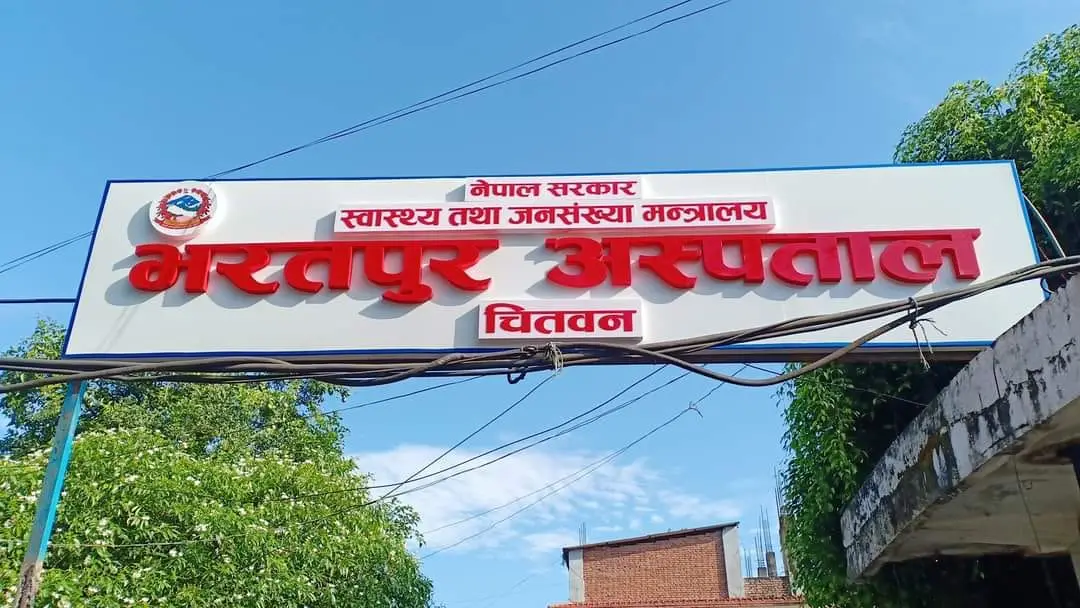 नेपाल सरकार
स्वास्थ्य तथा जनसंख्या मन्त्रालय
भरतपुर अस्पताल
चितवन